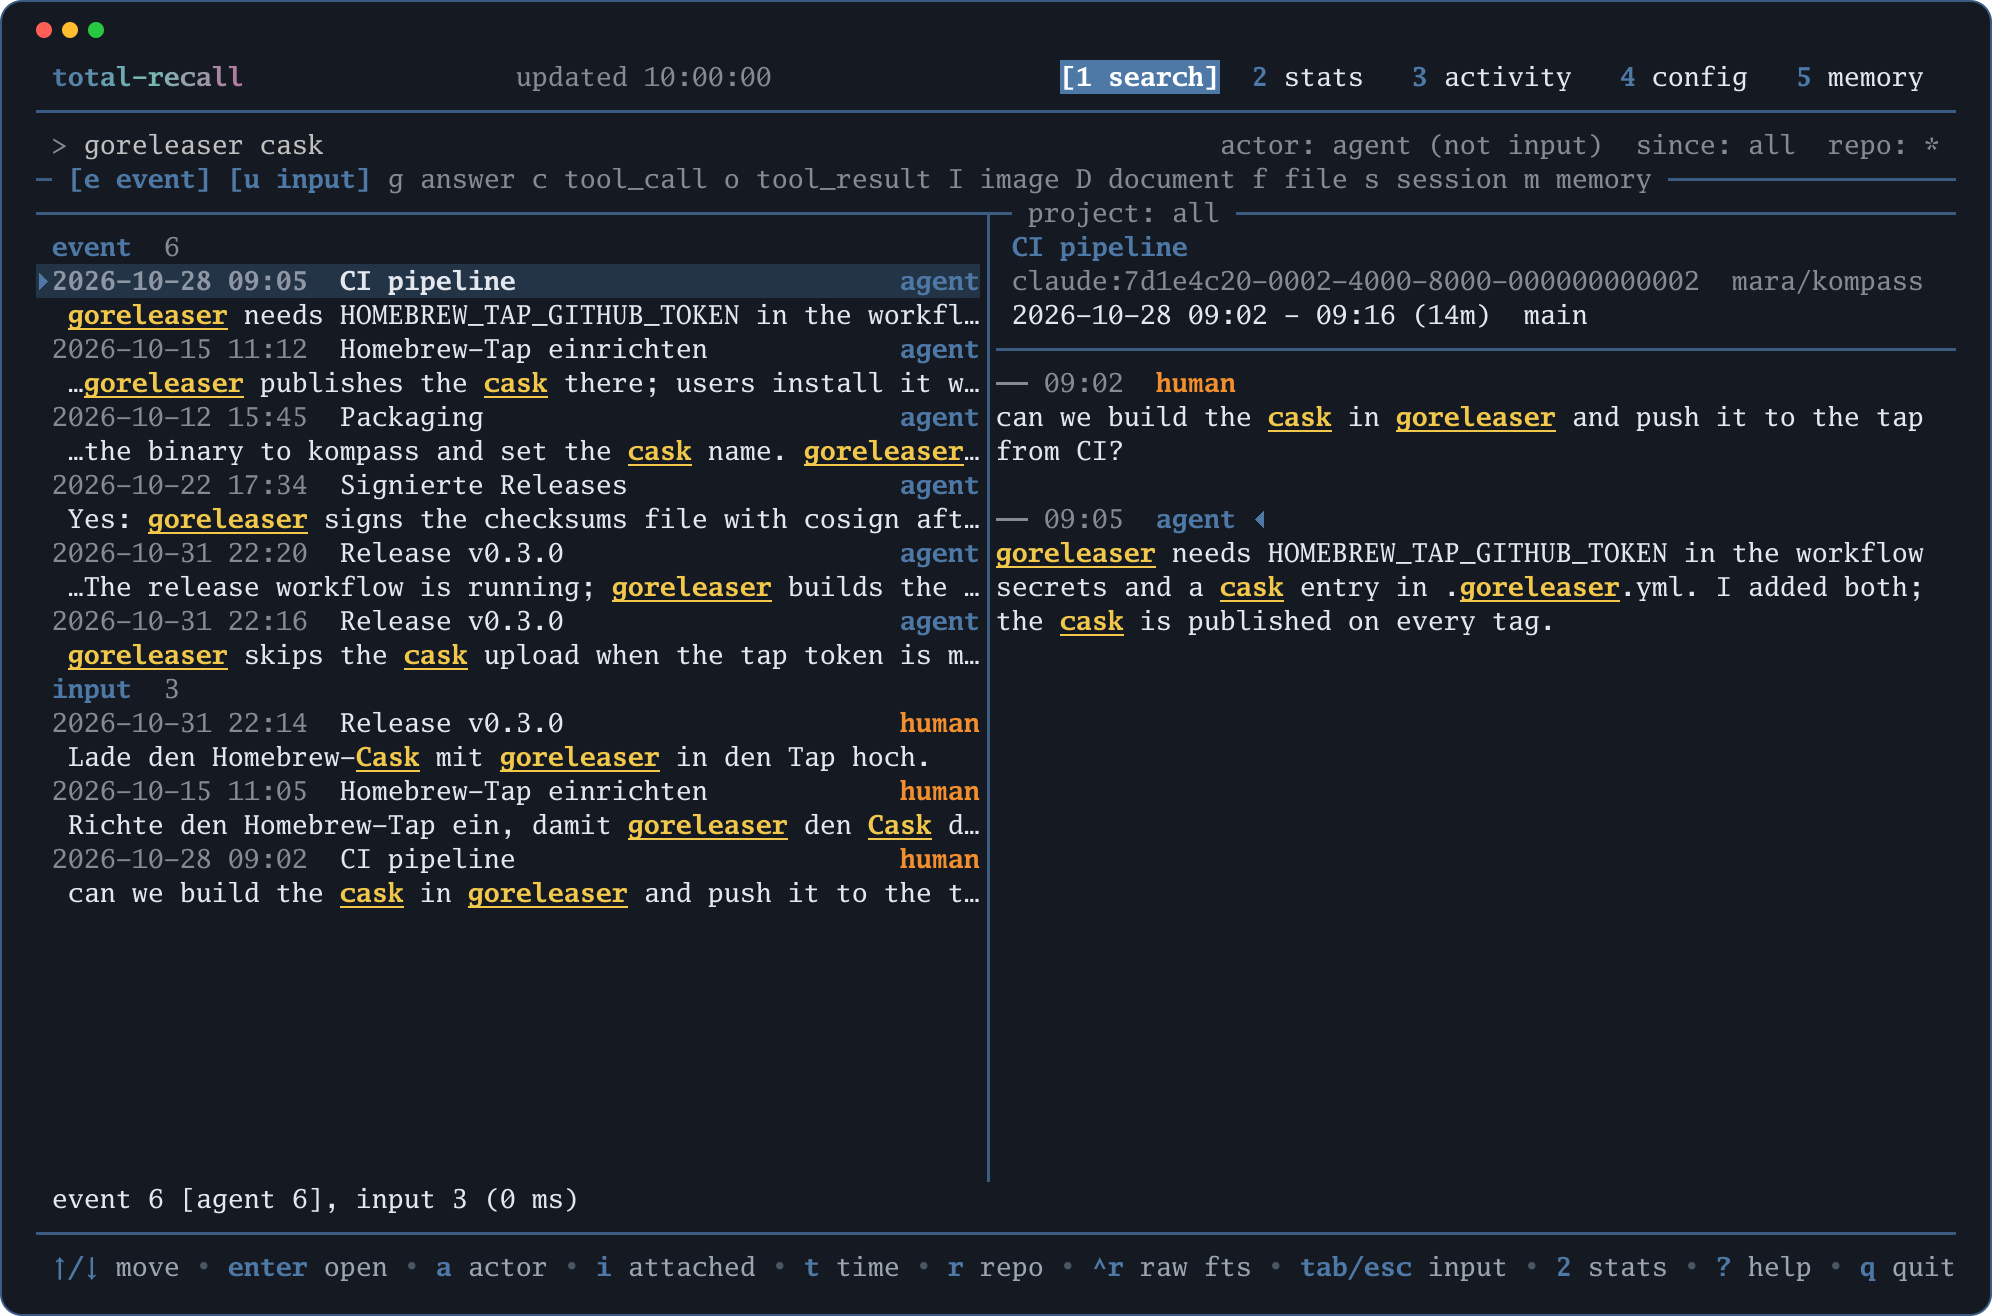 total-recall updated 10:00:00 [1 search] 2 stats 3 activity 4 config 5 memory
> goreleaser cask actor: agent (not input) since: all repo: *
[e event] [u input] g answer c tool_call o tool_result I image D document f file s session m memory
project: all
event 6
2026-10-28 09:05 CI pipeline agent
goreleaser needs HOMEBREW_TAP_GITHUB_TOKEN in the workfl…
2026-10-15 11:12 Homebrew-Tap einrichten agent
…goreleaser publishes the cask there; users install it w…
2026-10-12 15:45 Packaging agent
…the binary to kompass and set the cask name. goreleaser…
2026-10-22 17:34 Signierte Releases agent
Yes: goreleaser signs the checksums file with cosign aft…
2026-10-31 22:20 Release v0.3.0 agent
…The release workflow is running; goreleaser builds the …
2026-10-31 22:16 Release v0.3.0 agent
goreleaser skips the cask upload when the tap token is m…
input 3
2026-10-31 22:14 Release v0.3.0 human
Lade den Homebrew-Cask mit goreleaser in den Tap hoch.
2026-10-15 11:05 Homebrew-Tap einrichten human
Richte den Homebrew-Tap ein, damit goreleaser den Cask d…
2026-10-28 09:02 CI pipeline human
can we build the cask in goreleaser and push it to the t…
CI pipeline
claude:7d1e4c20-0002-4000-8000-000000000002 mara/kompass
2026-10-28 09:02 - 09:16 (14m) main
── 09:02 human
can we build the cask in goreleaser and push it to the tap
from CI?
── 09:05 agent
goreleaser needs HOMEBREW_TAP_GITHUB_TOKEN in the workflow
secrets and a cask entry in .goreleaser.yml. I added both;
the cask is published on every tag.
event 6 [agent 6], input 3 (0 ms)
↑/↓ move • enter open • a actor • i attached • t time • r repo • ^r raw fts • tab/esc input • 2 stats • ? help • q quit